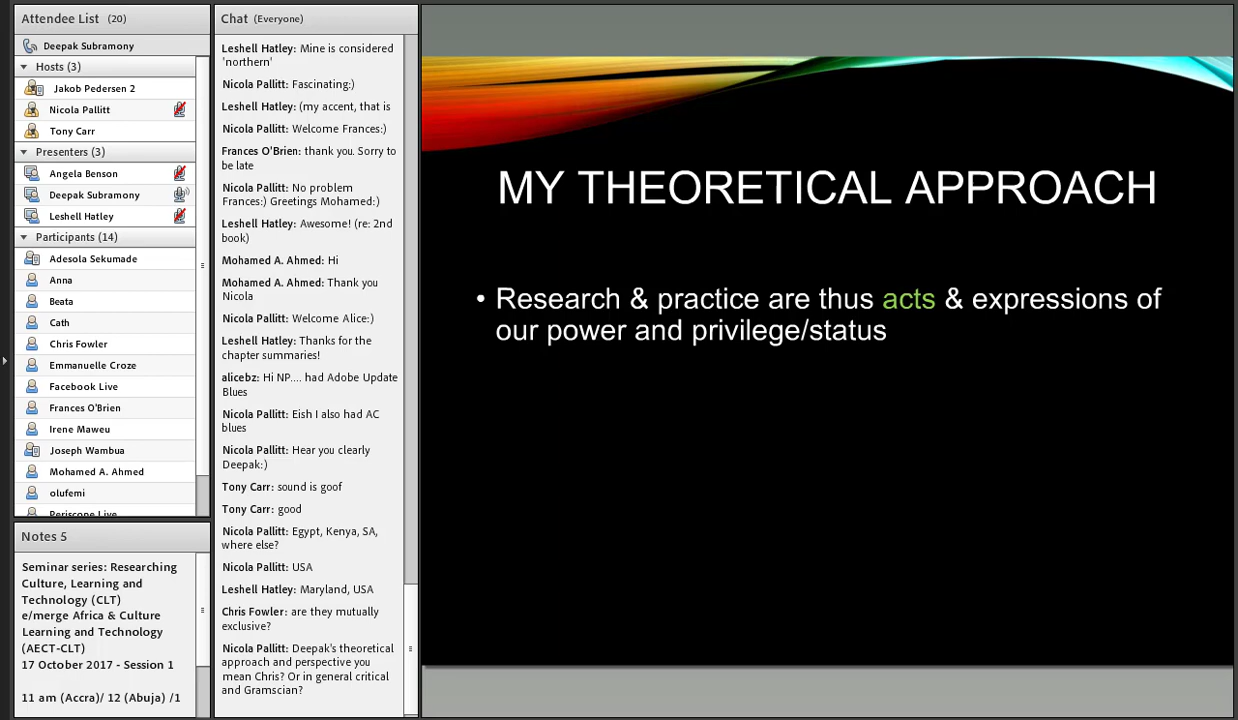 Attendee List (20)
Deepak Subramony
Hosts (3)
Jakob Pedersen 2
Nicola Pallitt
Tony Carr
Presenters (3)
Angela Benson
Deepak Subramony
Leshell Hatley
Participants (14)
Adesola Sekumade
Anna
Beata
Cath
Chris Fowler
Emmanuelle Croze
Facebook Live
Frances O'Brien
Irene Maweu
Joseph Wambua
Mohamed A. Ahmed
olufemi
Periscope Live
Notes 5
Seminar series: Researching
Culture, Learning and
Technology (CLT)
e/merge Africa & Culture
Learning and Technology
(AECT-CLT)
17 October 2017 - Session 1
11 am (Accra)/ 12 (Abuja) /1
Chat (Everyone)
Leshell Hatley: Mine is considered
'northern'
Nicola Pallitt: Fascinating:)
Leshell Hatley: (my accent, that is
Nicola Pallitt: Welcome Frances:)
Frances O'Brien: thank you. Sorry to
be late
Nicola Pallitt: No problem
Frances:) Greetings Mohamed:)
Leshell Hatley: Awesome! (re: 2nd
book)
Mohamed A. Ahmed: Hi
Mohamed A. Ahmed: Thank you
Nicola
Nicola Pallitt: Welcome Alice:)
Leshell Hatley: Thanks for the
chapter summaries!
alicebz: Hi NP.... had Adobe Update
Blues
Nicola Pallitt: Eish I also had AC
blues
Nicola Pallitt: Hear you clearly
Deepak:)
Tony Carr: sound is goof
Tony Carr: good
Nicola Pallitt: Egypt, Kenya, SA,
where else?
Nicola Pallitt: USA
Leshell Hatley: Maryland, USA
Chris Fowler: are they mutually
exclusive?
Nicola Pallitt: Deepak's theoretical
approach and perspective you
mean Chris? Or in general critical
and Gramscian?
MY THEORETICAL APPROACH
• Research & practice are thus acts & expressions of
our power and privilege/status